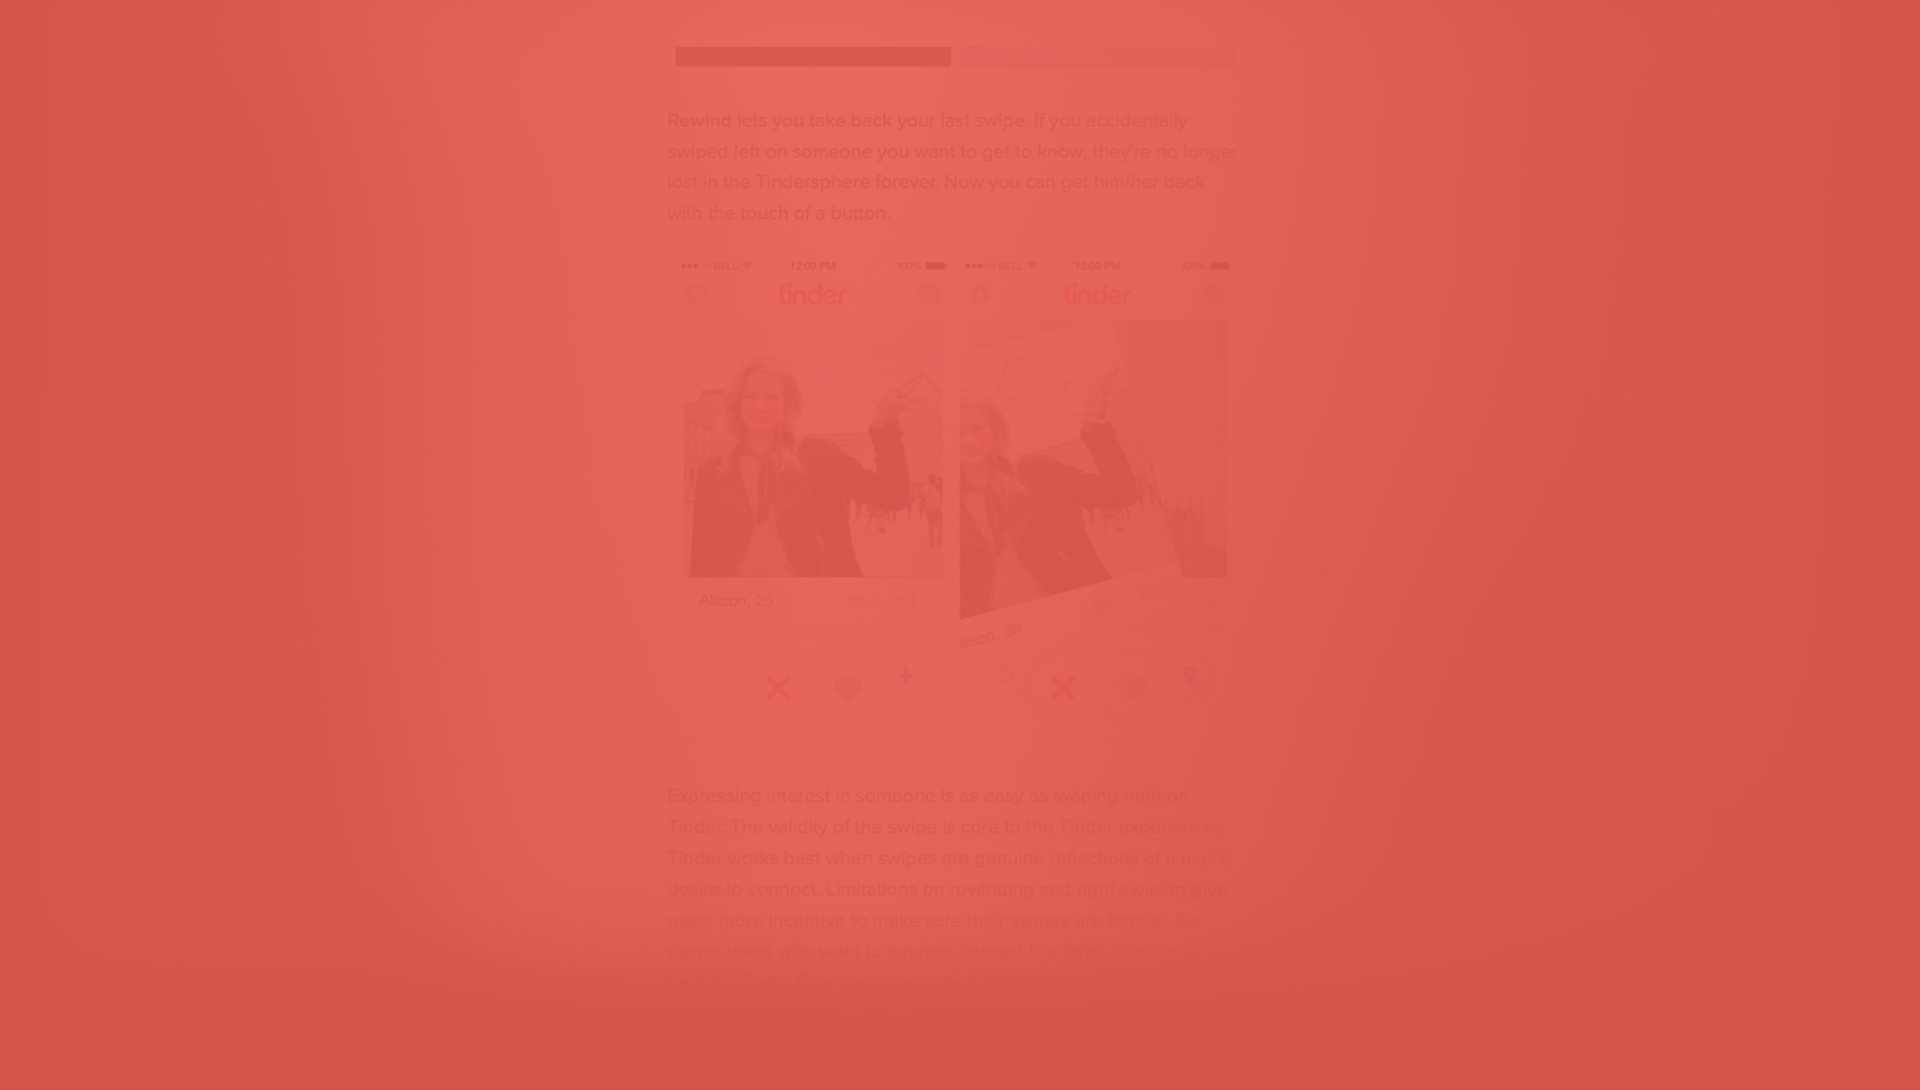 Rewind lets you take back your last swipe. If you accidentally
swiped left on someone you want to get to know, they're no longer
lost in the Tindersphere forever. Now you can get him/her back
with the touch of a button.
BELL 12:00 PM 100% BELL 12:00 PM 100%
tinder tinder
Allison, 26
lison, 26
Expressing interest in someone is as easy as swiping right on
Tinder. The validity of the swipe is core to the Tinder experience.
Tinder works best when swipes are genuine reflections of a user's
desire to connect. Limitations on rewinding and right swiping give
users more incentive to make sure their swipes are honest. For
power users who want to express interest in a large number of